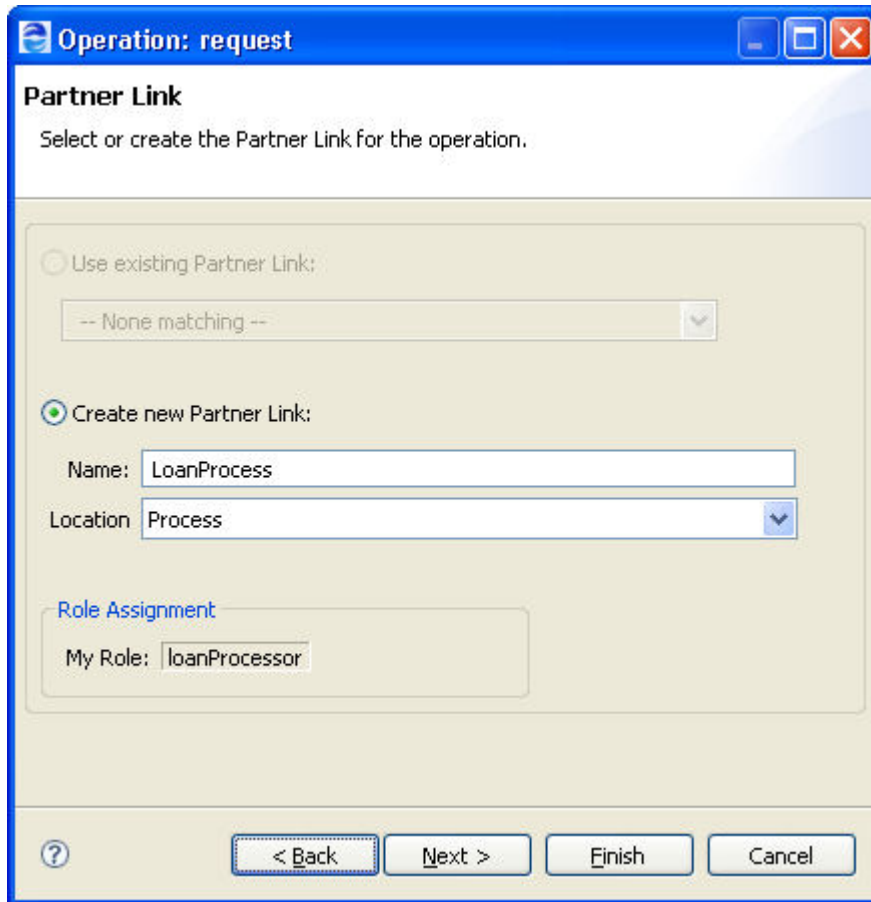 Operation: request
Partner Link
Select or create the Partner Link for the operation.
Use existing Partner Link:
-- None matching --
Create new Partner Link:
Name: LoanProcess
Location Process
Role Assignment
My Role: loanProcessor
? < Back Next > Finish Cancel